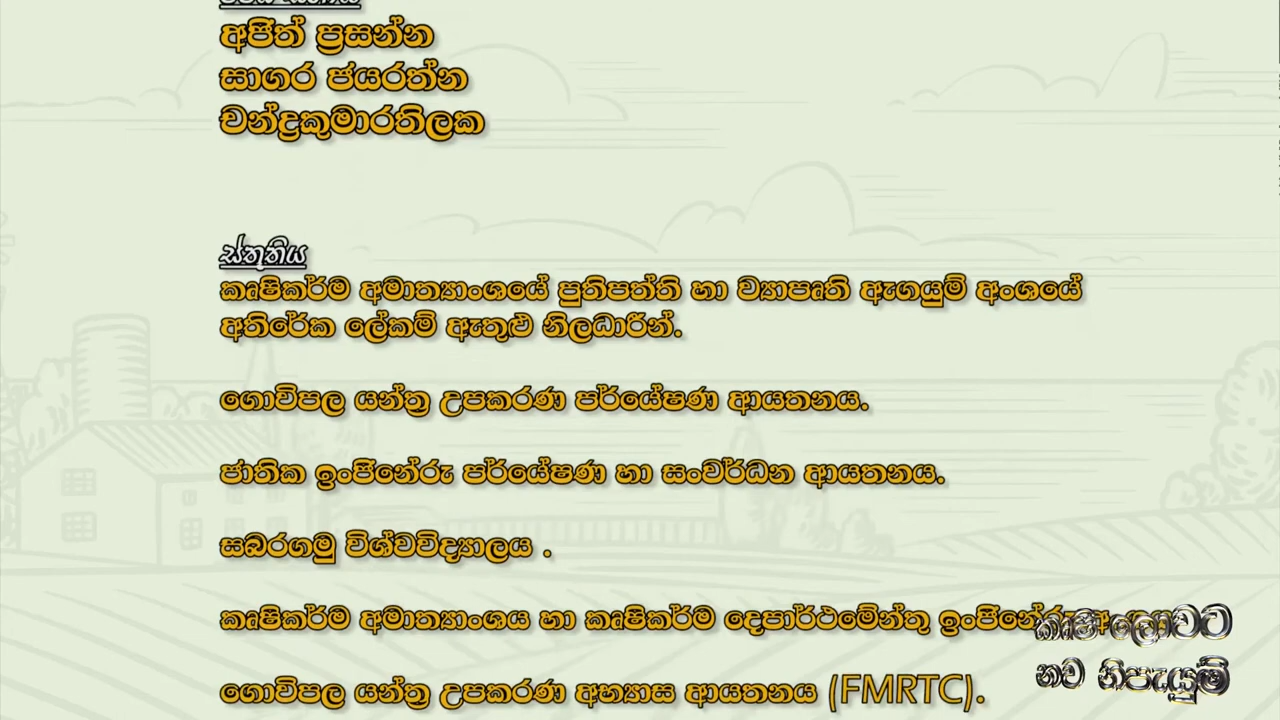 අජිත් ප්‍රසන්න
සාගර ජයරත්න
චන්ද්‍රකුමාරතිලක
ස්තුතිය
කෘෂිකර්ම අමාත්‍යාංශයේ ප්‍රතිපත්ති හා ව්‍යාපෘති ඇගයුම් අංශයේ
අතිරේක ලේකම් ඇතුළු නිලධාරීන්.
ගොවිපල යන්ත්‍ර උපකරණ පර්යේෂණ ආයතනය.
ජාතික ඉංජිනේරු පර්යේෂණ හා සංවර්ධන ආයතනය.
සබරගමු විශ්වවිද්‍යාලය .
කෘෂිකර්ම අමාත්‍යාංශය හා කෘෂිකර්ම දෙපාර්ථමේන්තු ඉංජිනේරු
ගොවිපල යන්ත්‍ර උපකරණ අභ්‍යාස ආයතනය (FMRTC).
කෘෂි ලොවට
නව නිපැයුම්